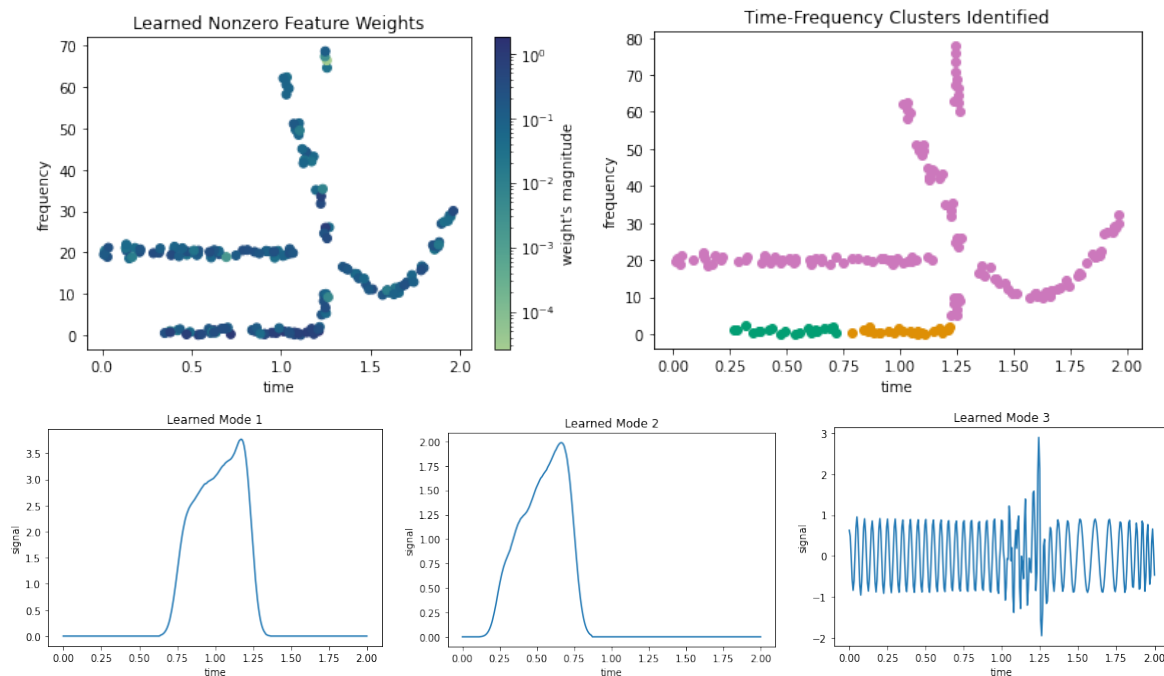 Learned Nonzero Feature Weights
70
60
50
40
30
20
10
0
frequency
0.0 0.5 1.0 1.5 2.0
time
10^0
10^-1
10^-2
10^-3
10^-4
weight's magnitude
Time-Frequency Clusters Identified
80
70
60
50
40
30
20
10
0
frequency
0.00 0.25 0.50 0.75 1.00 1.25 1.50 1.75 2.00
time
Learned Mode 1
3.5
3.0
2.5
2.0
1.5
1.0
0.5
0.0
signal
0.00 0.25 0.50 0.75 1.00 1.25 1.50 1.75 2.00
time
Learned Mode 2
2.00
1.75
1.50
1.25
1.00
0.75
0.50
0.25
0.00
signal
0.00 0.25 0.50 0.75 1.00 1.25 1.50 1.75 2.00
time
Learned Mode 3
3
2
1
0
−1
−2
signal
0.00 0.25 0.50 0.75 1.00 1.25 1.50 1.75 2.00
time